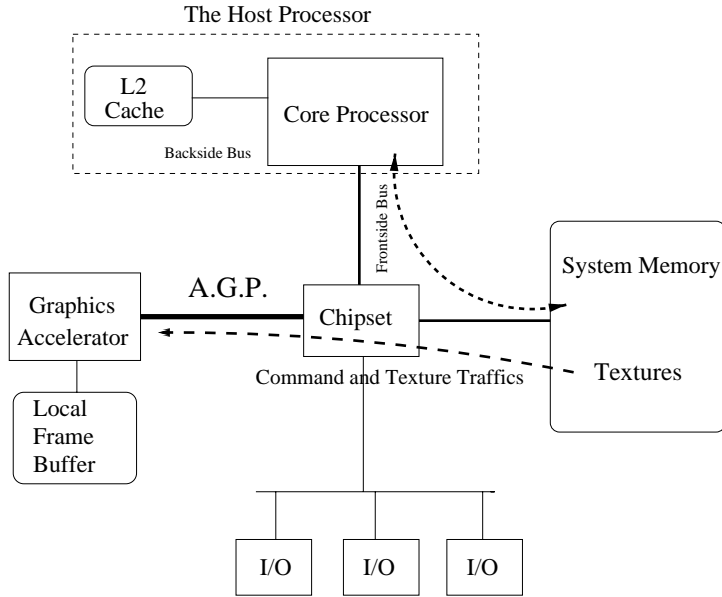 The Host Processor
L2
Cache
Core Processor
Backside Bus
Frontside Bus
System Memory
A.G.P.
Graphics
Accelerator
Chipset
Command and Texture Traffics
Textures
Local
Frame
Buffer
I/O
I/O
I/O